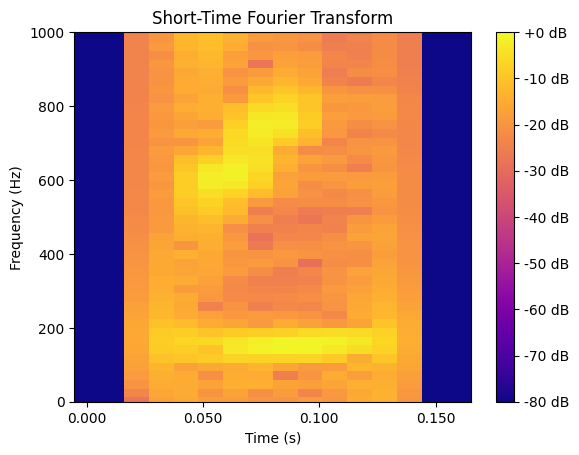 Short-Time Fourier Transform
1000
800
600
400
200
0
Frequency (Hz)
0.000
0.050
0.100
0.150
Time (s)
+0 dB
-10 dB
-20 dB
-30 dB
-40 dB
-50 dB
-60 dB
-70 dB
-80 dB